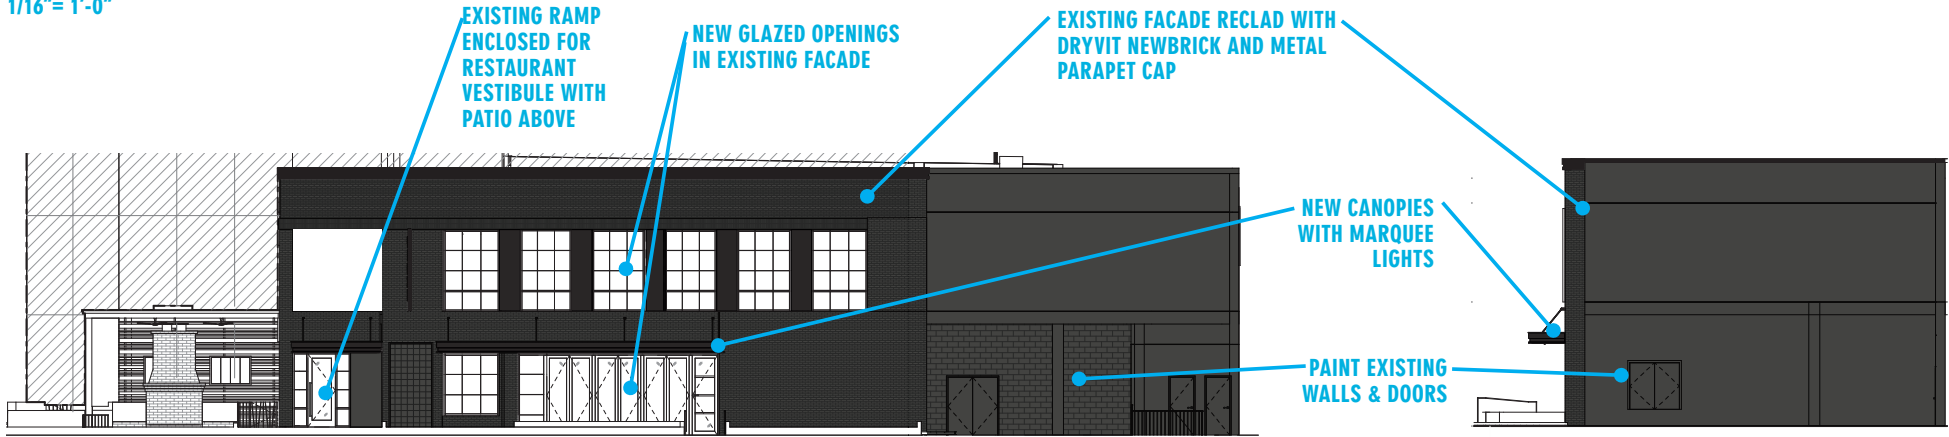 1/16"= 1'-0"
EXISTING RAMP
ENCLOSED FOR
RESTAURANT
VESTIBULE WITH
PATIO ABOVE
NEW GLAZED OPENINGS
IN EXISTING FACADE
EXISTING FACADE RECLAD WITH
DRYVIT NEWBRICK AND METAL
PARAPET CAP
NEW CANOPIES
WITH MARQUEE
LIGHTS
PAINT EXISTING
WALLS & DOORS